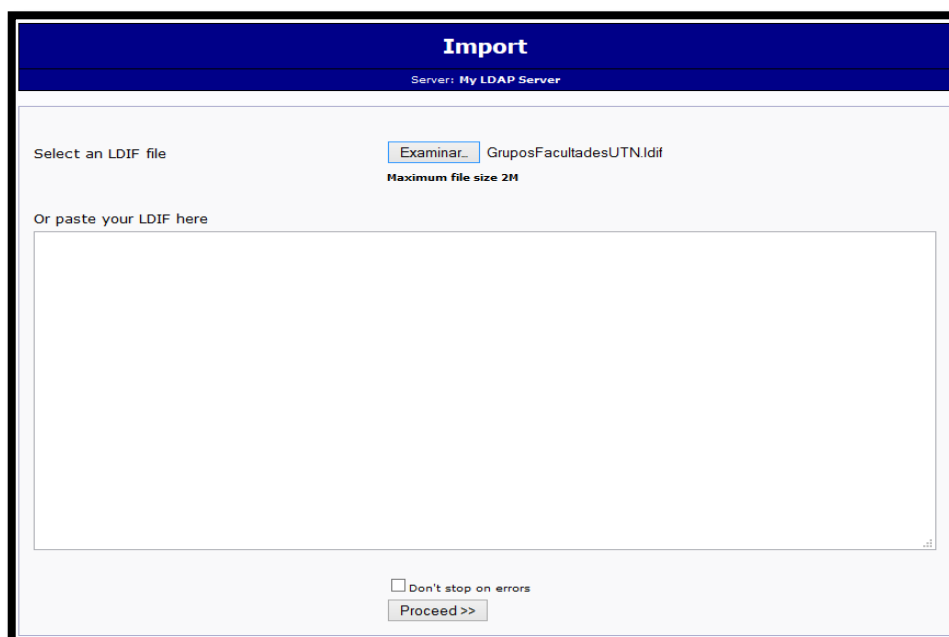 Import
Server: My LDAP Server
Select an LDIF file
Examinar... GruposFacultadesUTN.ldif
Maximum file size 2M
Or paste your LDIF here
Don't stop on errors
Proceed >>